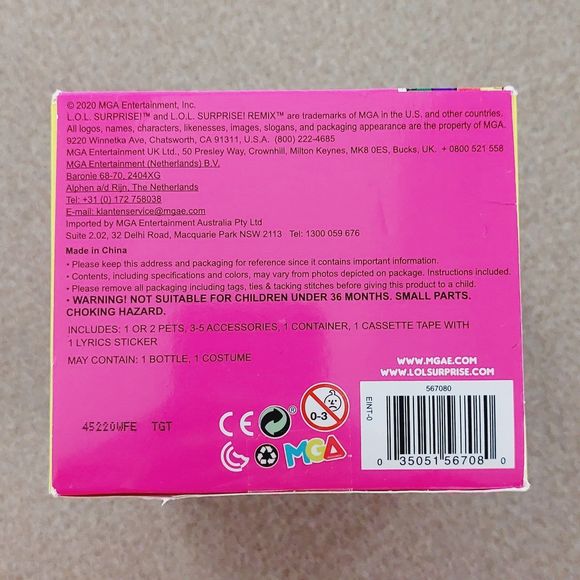 © 2020 MGA Entertainment, Inc.
L.O.L. SURPRISE!™ and L.O.L. SURPRISE! REMIX™ are trademarks of MGA in the U.S. and other countries.
All logos, names, characters, likenesses, images, slogans, and packaging appearance are the property of MGA.
9220 Winnetka Ave, Chatsworth, CA 91311, U.S.A. (800) 222-4685
MGA Entertainment UK Ltd., 50 Presley Way, Crownhill, Milton Keynes, MK8 0ES, Bucks, UK. + 0800 521 558
MGA Entertainment (Netherlands) B.V.
Baronie 68-70, 2404XG
Alphen a/d Rijn, The Netherlands
Tel: +31 (0) 172 758038
E-mail: klantenservice@mgae.com
Imported by MGA Entertainment Australia Pty Ltd
Suite 2.02, 32 Delhi Road, Macquarie Park NSW 2113 Tel: 1300 059 676
Made in China
• Please keep this address and packaging for reference since it contains important information.
• Contents, including specifications and colors, may vary from photos depicted on package. Instructions included.
• Please remove all packaging including tags, ties & tacking stitches before giving this product to a child.
• WARNING! NOT SUITABLE FOR CHILDREN UNDER 36 MONTHS. SMALL PARTS.
CHOKING HAZARD.
INCLUDES: 1 OR 2 PETS, 3-5 ACCESSORIES, 1 CONTAINER, 1 CASSETTE TAPE WITH
1 LYRICS STICKER
MAY CONTAIN: 1 BOTTLE, 1 COSTUME
WWW.MGAE.COM
WWW.LOLSURPRISE.COM
567080
EINT-0
45220WFE TGT
CE
®
0-3
MGA
0 35051 56708 0